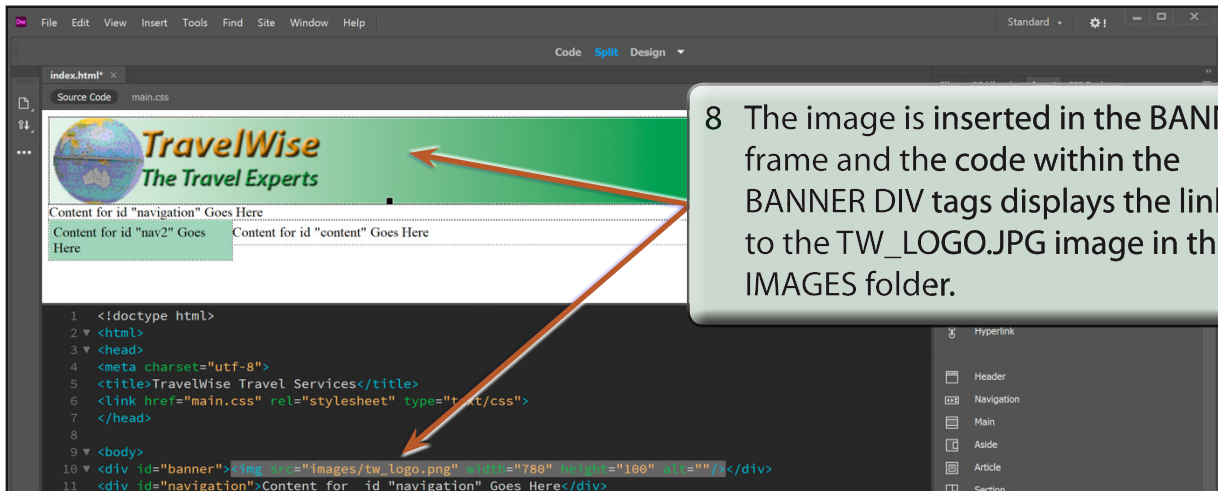 Dw File Edit View Insert Tools Find Site Window Help Standard
Code Split Design
index.html* ×
Source Code main.css
TravelWise
The Travel Experts
Content for id "navigation" Goes Here
Content for id "nav2" Goes Here
Content for id "content" Goes Here
8 The image is inserted in the BANN
frame and the code within the
BANNER DIV tags displays the lin
to the TW_LOGO.JPG image in th
IMAGES folder.
1 <!doctype html>
2 <html>
3 <head>
4 <meta charset="utf-8">
5 <title>TravelWise Travel Services</title>
6 <link href="main.css" rel="stylesheet" type="text/css">
7 </head>
8
9 <body>
10 <div id="banner"><img src="images/tw_logo.png" width="780" height="100" alt=""/></div>
11 <div id="navigation">Content for id "navigation" Goes Here</div>
Hyperlink
Header
Navigation
Main
Aside
Article
Section